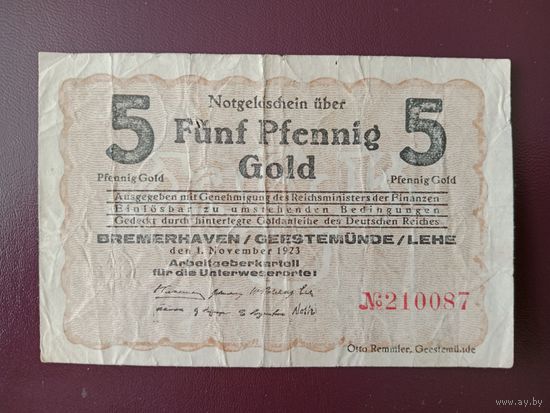 Notgeldschein über
5 Fünf Pfennig 5
Gold
Pfennig Gold Pfennig Gold
Ausgegeben mit Genehmigung des Reichsministers der Finanzen
Einlösbar zu umstehenden Bedingungen
Gedeckt durch hinterlegte Goldanleihe des Deutschen Reiches
BREMERHAVEN/GEESTEMÜNDE/LEHE
den 1. November 1923
Arbeitgeberkartell
für die Unterweserorte:
№210087
Otto Remmler, Geestemünde
www.ay.by